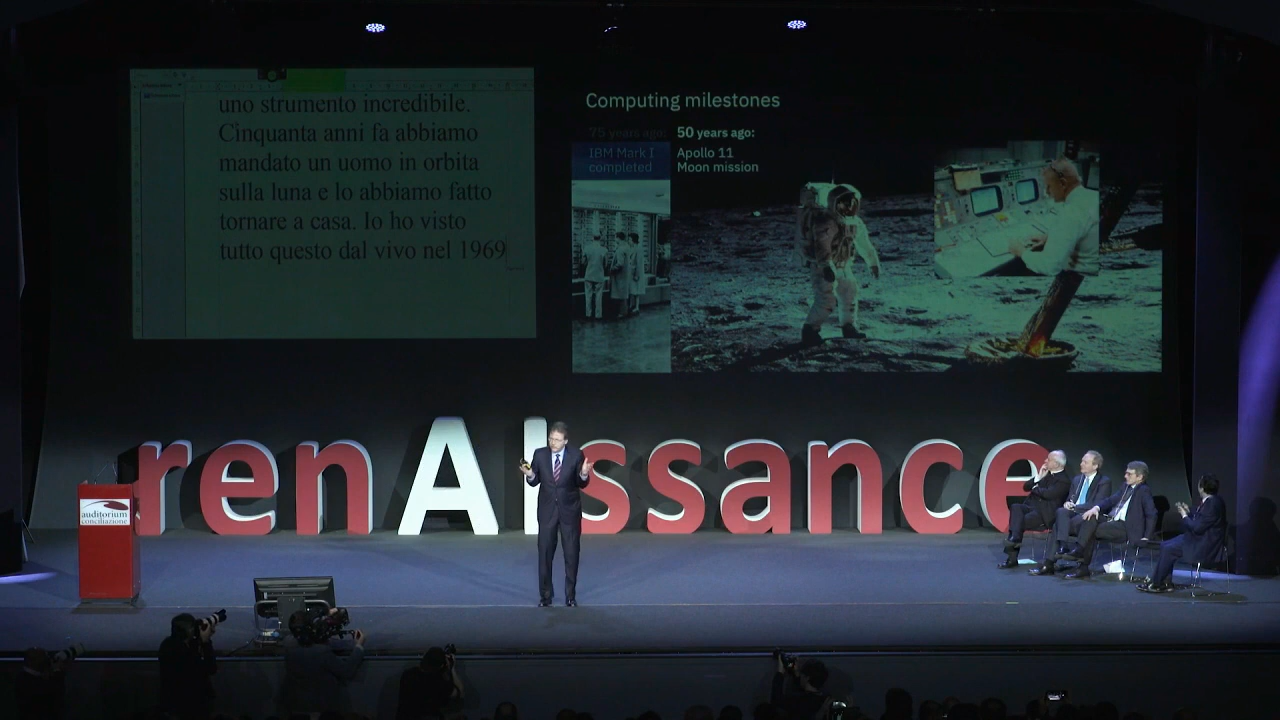 uno strumento incredibile.
Cinquanta anni fa abbiamo
mandato un uomo in orbita
sulla luna e lo abbiamo fatto
tornare a casa. Io ho visto
tutto questo dal vivo nel 1969
Computing milestones
75 years ago:
IBM Mark I
completed
50 years ago:
Apollo 11
Moon mission
renAIssance
auditorium
conciliazione